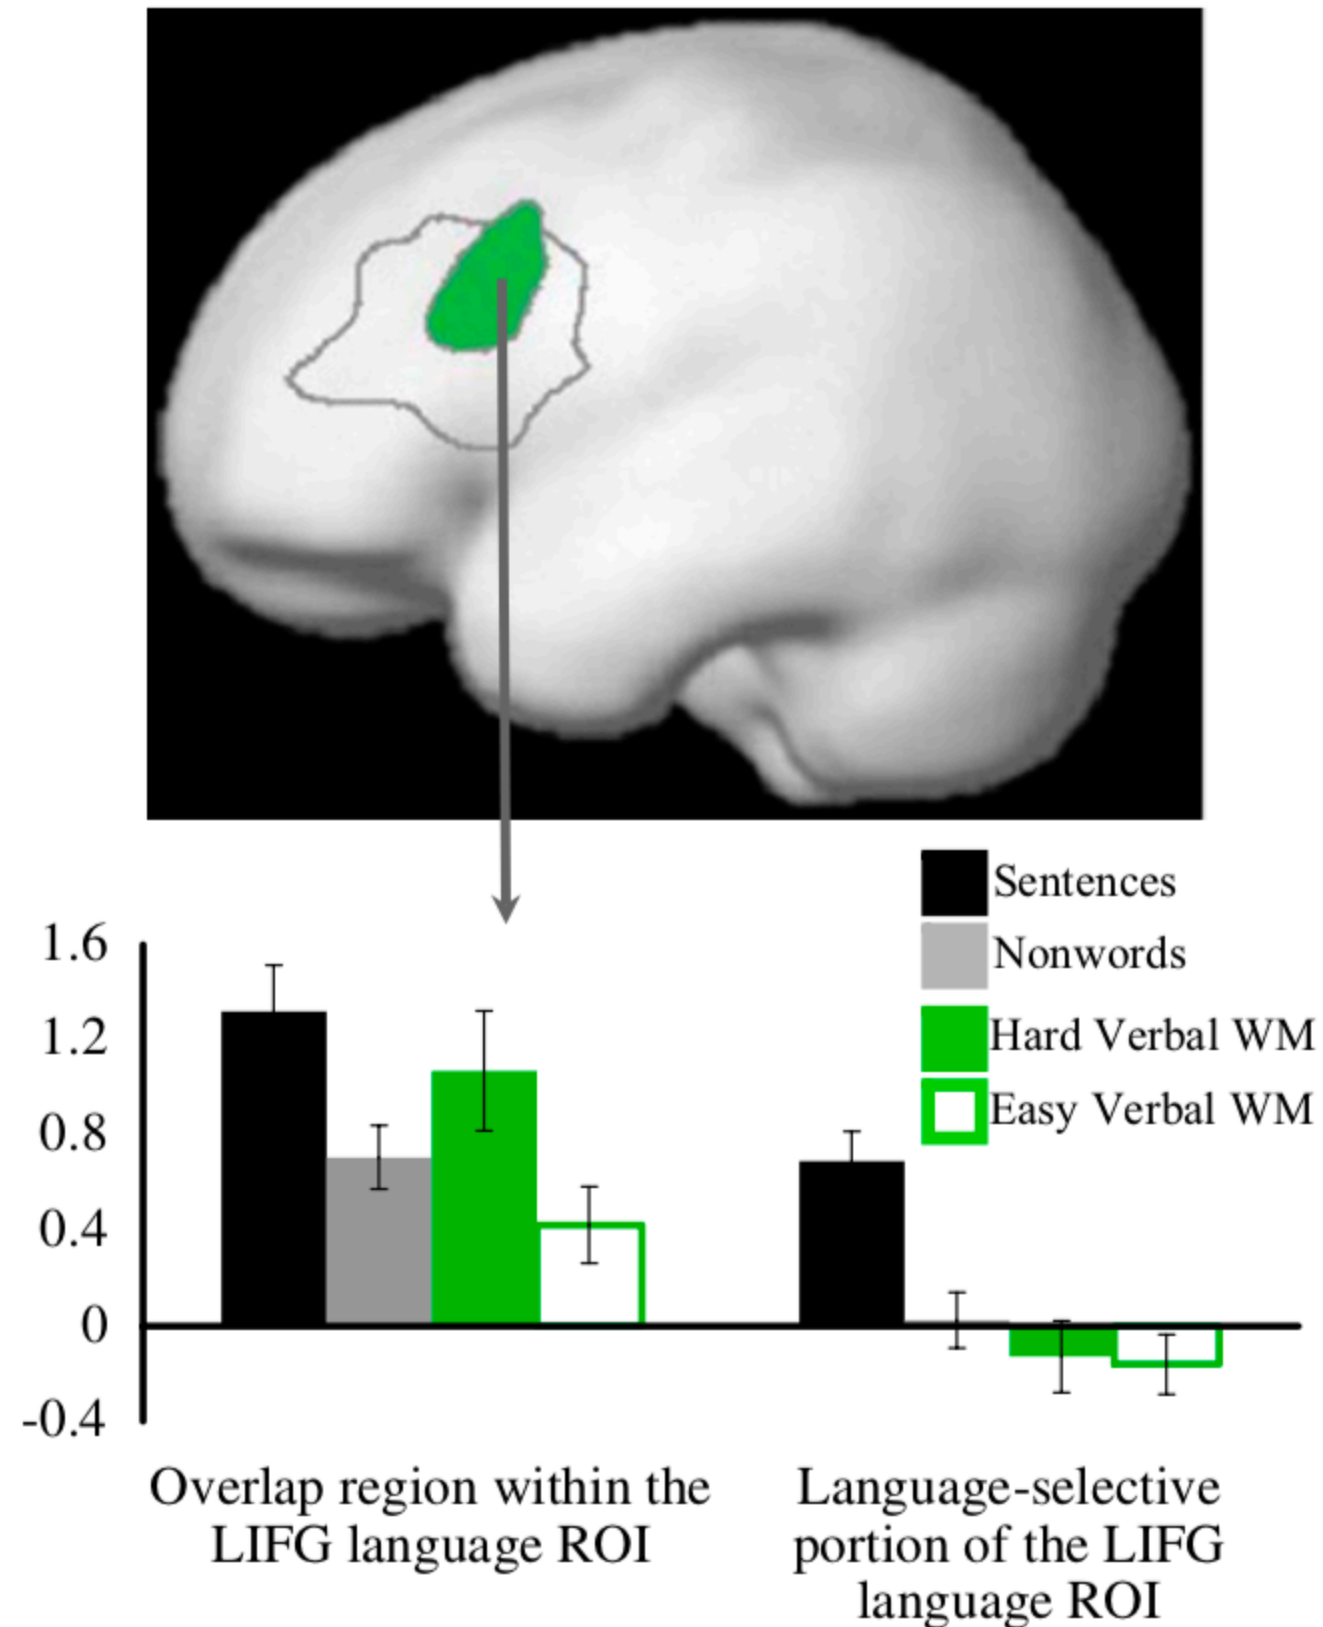 Sentences
Nonwords
Hard Verbal WM
Easy Verbal WM
1.6
1.2
0.8
0.4
0
-0.4
Overlap region within the
LIFG language ROI
Language-selective
portion of the LIFG
language ROI